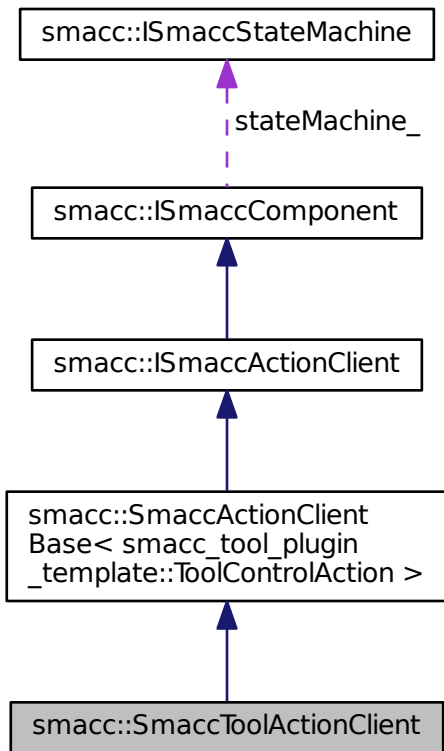 smacc::ISmaccStateMachine
stateMachine_
smacc::ISmaccComponent
smacc::ISmaccActionClient
smacc::SmaccActionClient
Base< smacc_tool_plugin
_template::ToolControlAction >
smacc::SmaccToolActionClient